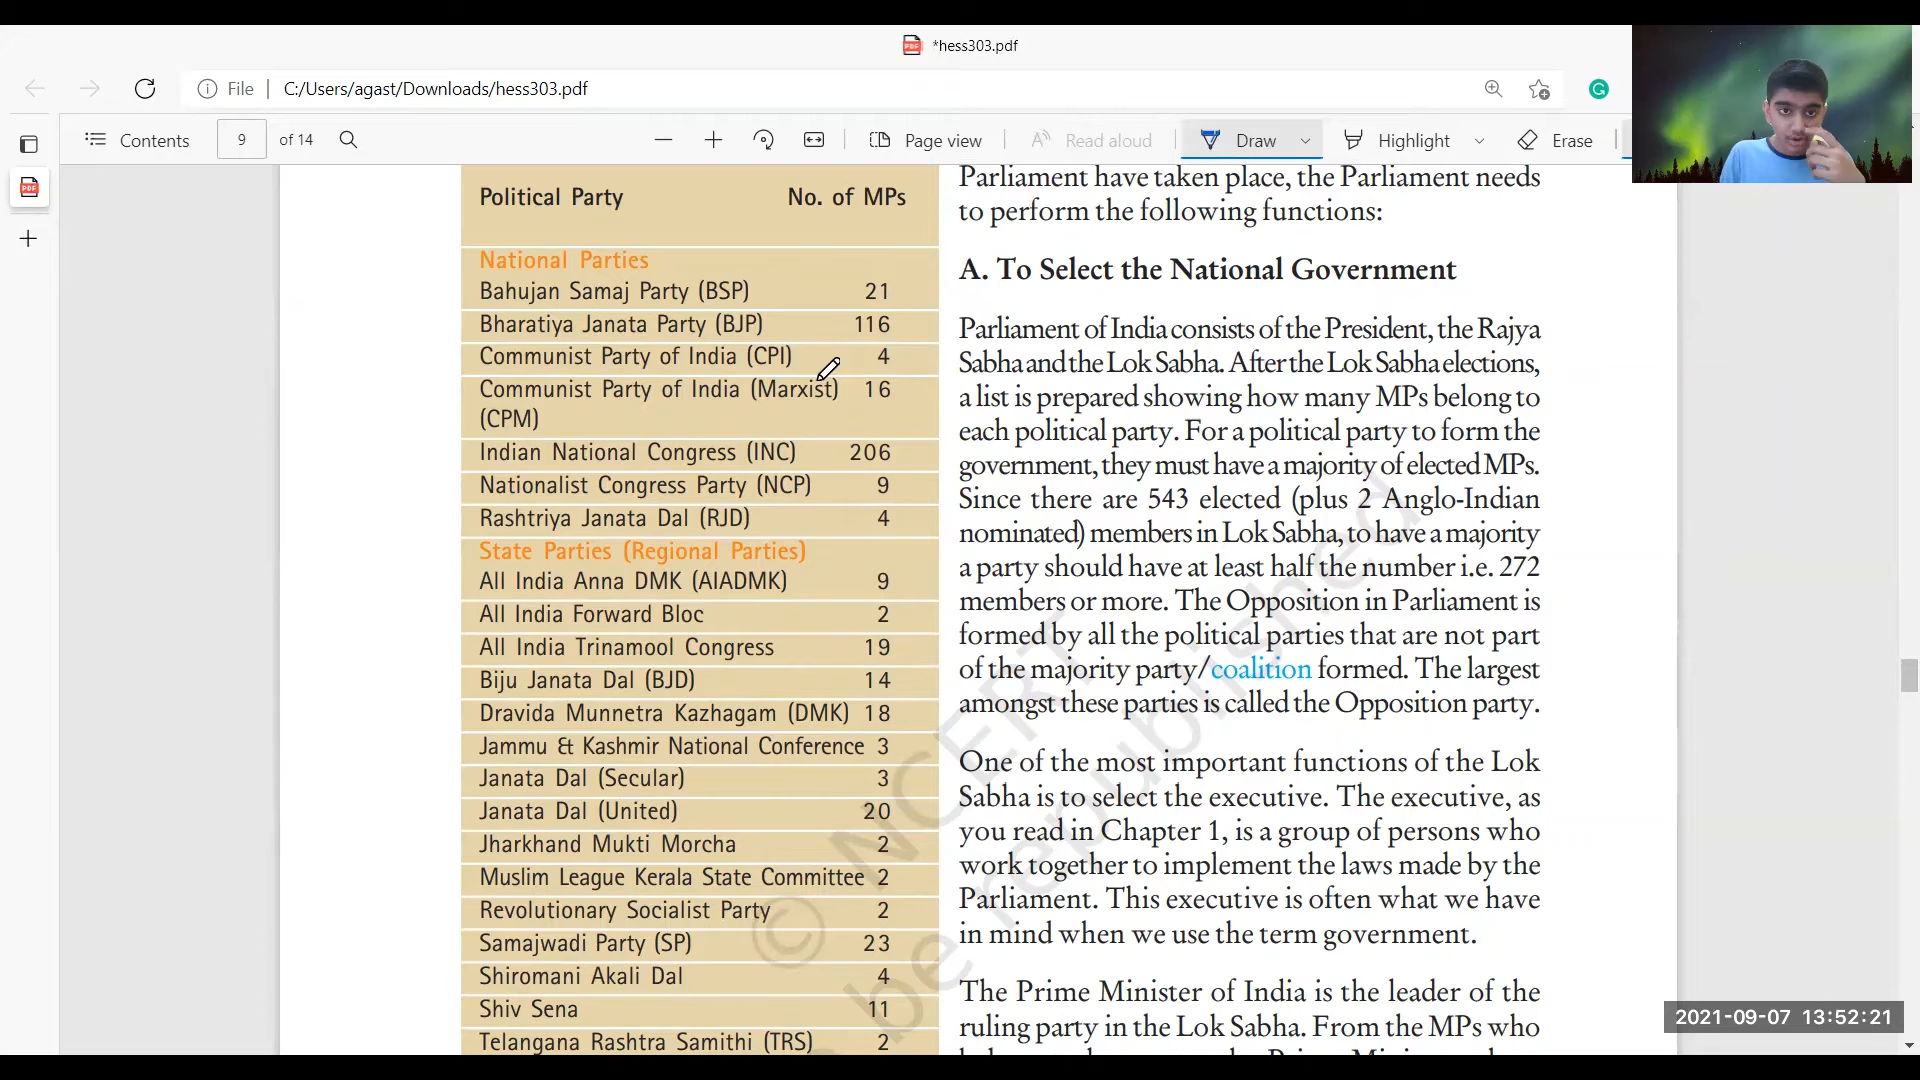 *hess303.pdf
File | C:/Users/agast/Downloads/hess303.pdf
Contents 9 of 14 Page view Read aloud Draw Highlight Erase
Political Party No. of MPs
National Parties
Bahujan Samaj Party (BSP) 21
Bharatiya Janata Party (BJP) 116
Communist Party of India (CPI) 4
Communist Party of India (Marxist) 16
(CPM)
Indian National Congress (INC) 206
Nationalist Congress Party (NCP) 9
Rashtriya Janata Dal (RJD) 4
State Parties (Regional Parties)
All India Anna DMK (AIADMK) 9
All India Forward Bloc 2
All India Trinamool Congress 19
Biju Janata Dal (BJD) 14
Dravida Munnetra Kazhagam (DMK) 18
Jammu & Kashmir National Conference 3
Janata Dal (Secular) 3
Janata Dal (United) 20
Jharkhand Mukti Morcha 2
Muslim League Kerala State Committee 2
Revolutionary Socialist Party 2
Samajwadi Party (SP) 23
Shiromani Akali Dal 4
Shiv Sena 11
Telangana Rashtra Samithi (TRS) 2
Parliament have taken place, the Parliament needs
to perform the following functions:
A. To Select the National Government
Parliament of India consists of the President, the Rajya
Sabha and the Lok Sabha. After the Lok Sabha elections,
a list is prepared showing how many MPs belong to
each political party. For a political party to form the
government, they must have a majority of elected MPs.
Since there are 543 elected (plus 2 Anglo-Indian
nominated) members in Lok Sabha, to have a majority
a party should have at least half the number i.e. 272
members or more. The Opposition in Parliament is
formed by all the political parties that are not part
of the majority party/coalition formed. The largest
amongst these parties is called the Opposition party.
One of the most important functions of the Lok
Sabha is to select the executive. The executive, as
you read in Chapter 1, is a group of persons who
work together to implement the laws made by the
Parliament. This executive is often what we have
in mind when we use the term government.
The Prime Minister of India is the leader of the
ruling party in the Lok Sabha. From the MPs who
© NCERT
be republished
2021-09-07 13:52:21